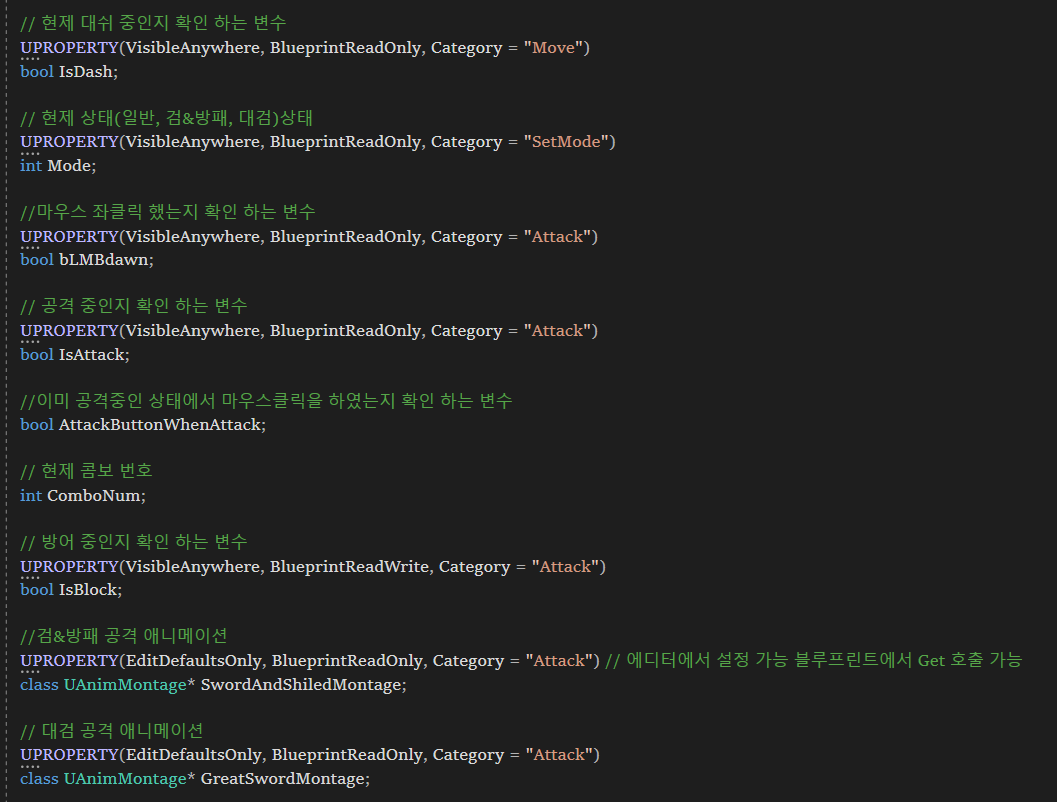 // 현재 대쉬 중인지 확인 하는 변수
UPROPERTY(VisibleAnywhere, BlueprintReadOnly, Category = "Move")
bool IsDash;
// 현재 상태(일반, 검&방패, 대검)상태
UPROPERTY(VisibleAnywhere, BlueprintReadOnly, Category = "SetMode")
int Mode;
//마우스 좌클릭 했는지 확인 하는 변수
UPROPERTY(VisibleAnywhere, BlueprintReadOnly, Category = "Attack")
bool bLMBdawn;
// 공격 중인지 확인 하는 변수
UPROPERTY(VisibleAnywhere, BlueprintReadOnly, Category = "Attack")
bool IsAttack;
//이미 공격중인 상태에서 마우스클릭을 하였는지 확인 하는 변수
bool AttackButtonWhenAttack;
// 현재 콤보 번호
int ComboNum;
// 방어 중인지 확인 하는 변수
UPROPERTY(VisibleAnywhere, BlueprintReadWrite, Category = "Attack")
bool IsBlock;
//검&방패 공격 애니메이션
UPROPERTY(EditDefaultsOnly, BlueprintReadOnly, Category = "Attack") // 에디터에서 설정 가능 블루프린트에서 Get 호출 가능
class UAnimMontage* SwordAndShiledMontage;
// 대검 공격 애니메이션
UPROPERTY(EditDefaultsOnly, BlueprintReadOnly, Category = "Attack")
class UAnimMontage* GreatSwordMontage;